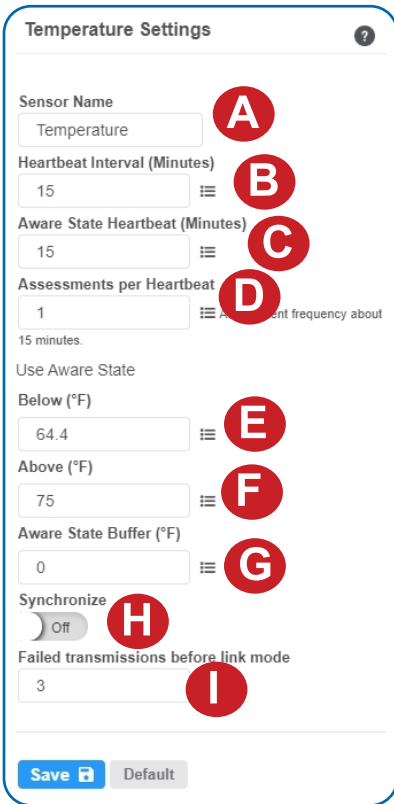 Temperature Settings ?
Sensor Name
A
Temperature
Heartbeat Interval (Minutes)
15 B
Aware State Heartbeat (Minutes)
15 C
Assessments per Heartbeat
D
1 ent frequency about
15 minutes.
Use Aware State
Below (°F)
64.4 E
Above (°F)
75 F
Aware State Buffer (°F)
0 G
Synchronize
Off H
Failed transmissions before link mode
3 I
Save Default